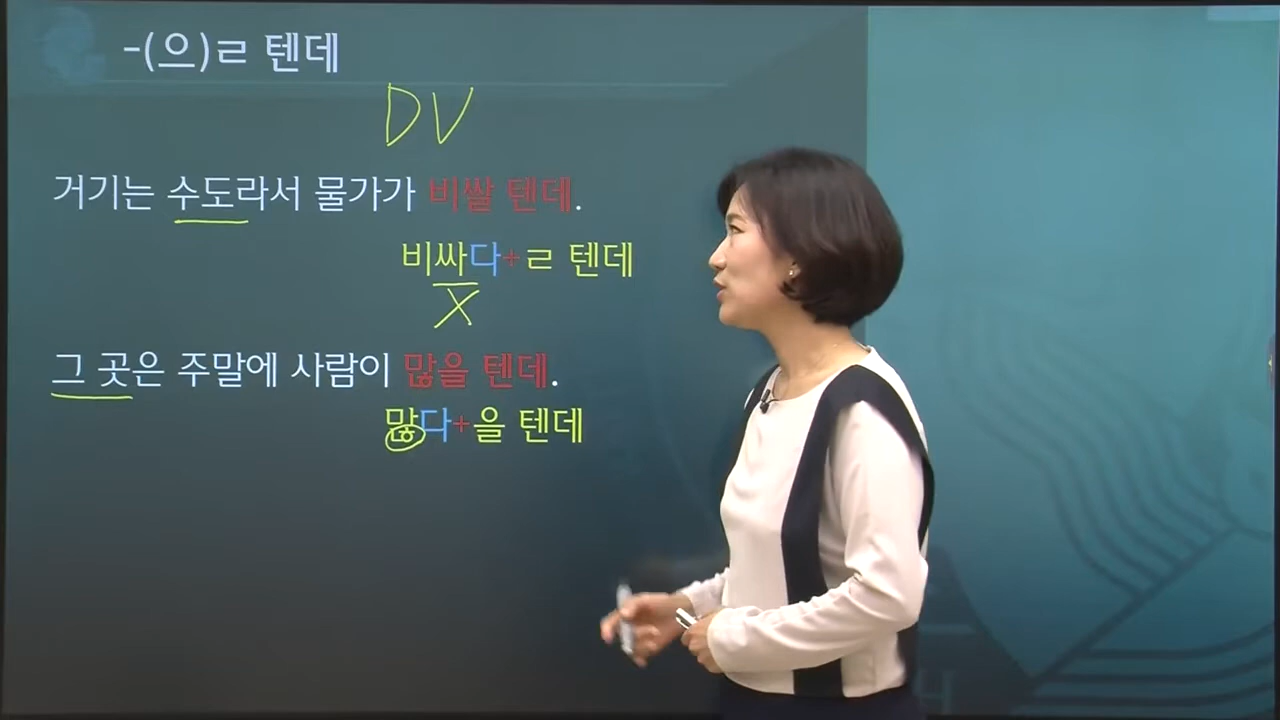 -(으)ㄹ 텐데
DV
거기는 수도라서 물가가 비쌀 텐데.
비싸다+ㄹ 텐데
X
그 곳은 주말에 사람이 많을 텐데.
많다+을 텐데